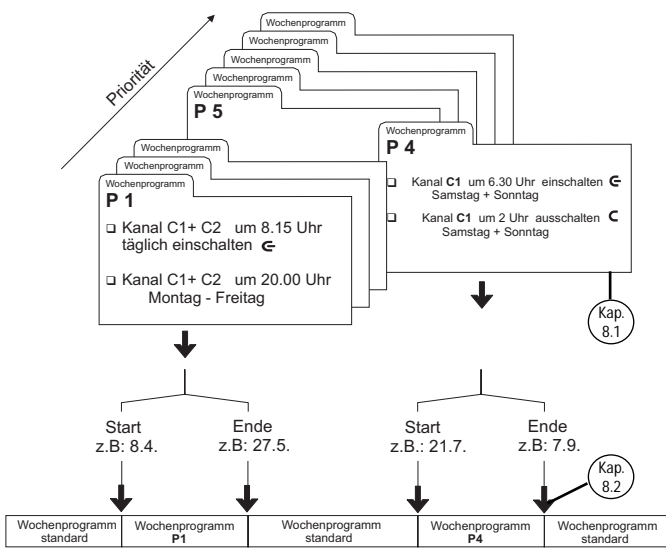 Wochenprogramm
Wochenprogramm
Wochenprogramm
Wochenprogramm
Wochenprogramm
P 5
Priorität
Wochenprogramm
P 4
❑ Kanal C1 um 6.30 Uhr einschalten
Samstag + Sonntag
❑ Kanal C1 um 2 Uhr ausschalten
Samstag + Sonntag
Wochenprogramm
Wochenprogramm
Wochenprogramm
P 1
❑ Kanal C1+ C2 um 8.15 Uhr
täglich einschalten
❑ Kanal C1+ C2 um 20.00 Uhr
Montag - Freitag
Kap.
8.1
Start
z.B: 8.4.
Ende
z.B: 27.5.
Start
z.B.: 21.7.
Ende
z.B: 7.9.
Kap.
8.2
Wochenprogramm
standard
Wochenprogramm
P1
Wochenprogramm
standard
Wochenprogramm
P4
Wochenprogramm
standard